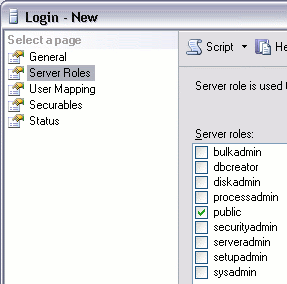 Login - New
Select a page
General
Server Roles
User Mapping
Securables
Status
Script
Server role is used
Server roles:
bulkadmin
dbcreator
diskadmin
processadmin
public
securityadmin
serveradmin
setupadmin
sysadmin